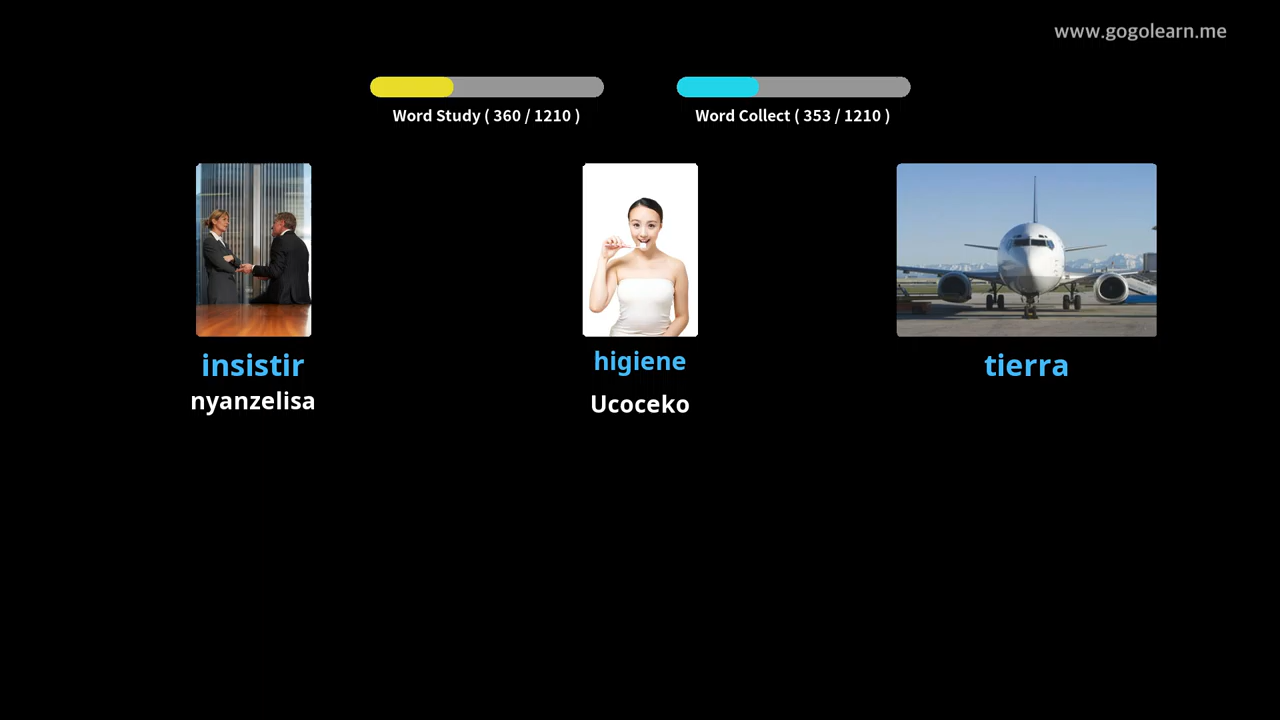 www.gogolearn.me
Word Study ( 360 / 1210 )
Word Collect ( 353 / 1210 )
insistir
nyanzelisa
higiene
Ucoceko
tierra